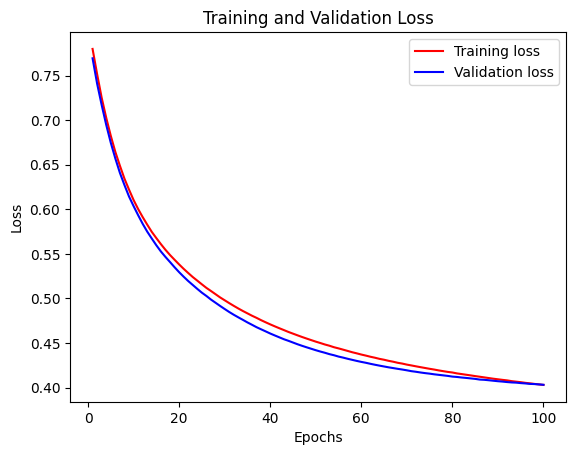 Training and Validation Loss
Training loss
Validation loss
0.75
0.70
0.65
0.60
0.55
0.50
0.45
0.40
Loss
0 20 40 60 80 100
Epochs